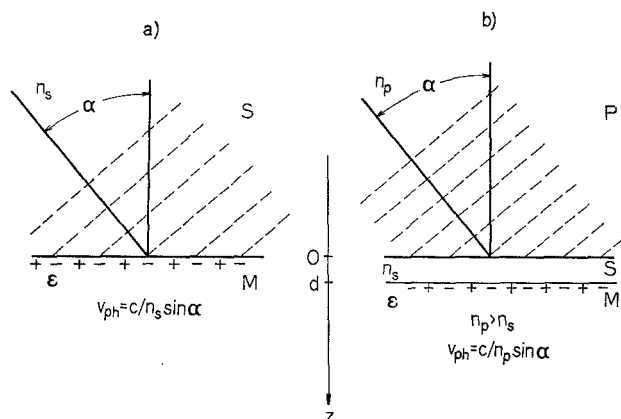 a)
n_s
α
S
+ - + - + - + - + -
ε
M
v_ph=c/n_s sinα
O
d
z
b)
n_p
α
P
n_s
S
ε - + - + - + - + - + -
M
n_p>n_s
v_ph=c/n_p sinα